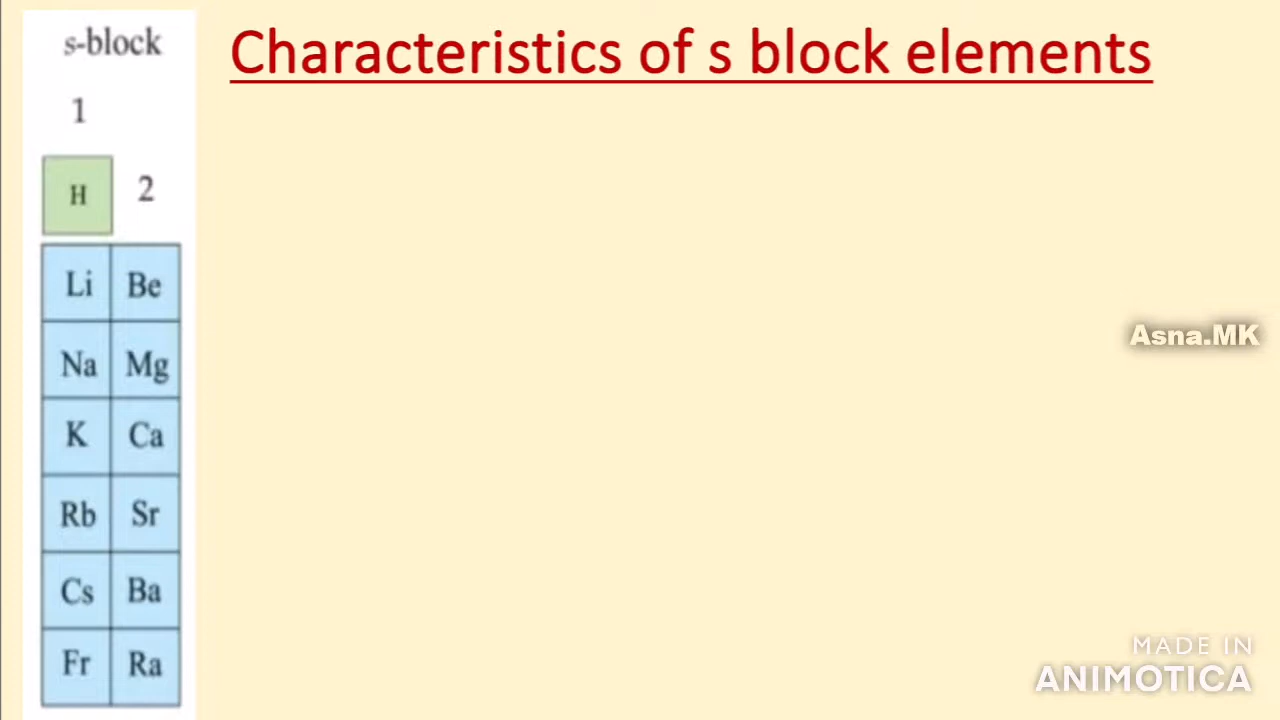 s-block
Characteristics of s block elements
1
H
2
Li Be
Na Mg
K Ca
Rb Sr
Cs Ba
Fr Ra
Asna.MK
MADE IN
ANIMOTICA